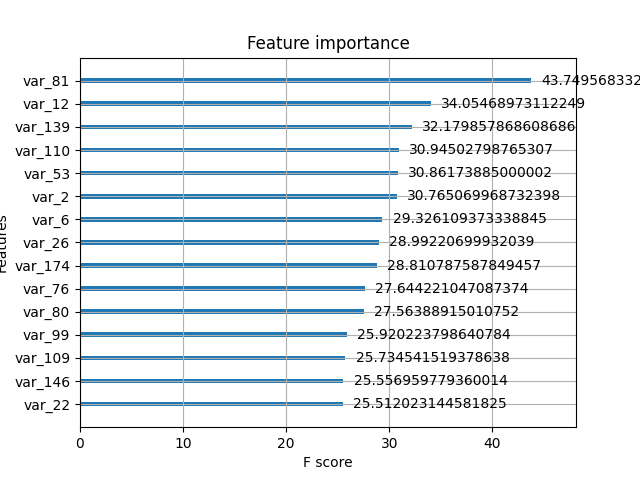 Feature importance
var_81 43.749568332
var_12 34.05468973112249
var_139 32.179857868608686
var_110 30.94502798765307
var_53 30.86173885000002
var_2 30.765069968732398
var_6 29.326109373338845
var_26 28.99220699932039
var_174 28.810787587849457
var_76 27.644221047087374
var_80 27.56388915010752
var_99 25.920223798640784
var_109 25.734541519378638
var_146 25.556959779360014
var_22 25.512023144581825
0 10 20 30 40
F score
Features